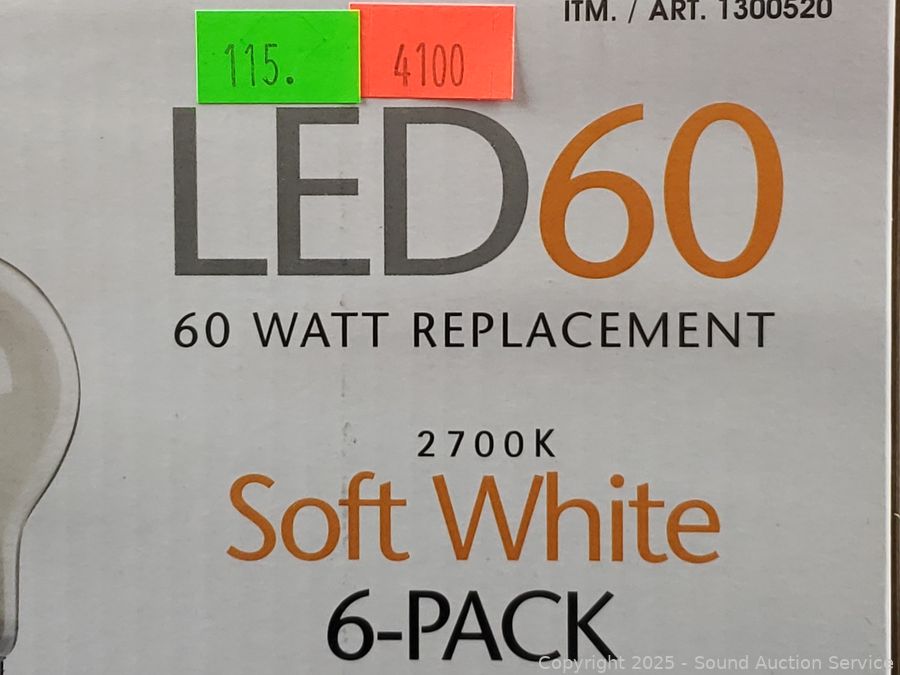 ITM. / ART. 1300520
115.
4100
LED60
60 WATT REPLACEMENT
2700K
Soft White
6-PACK
Copyright 2025 - Sound Auction Service